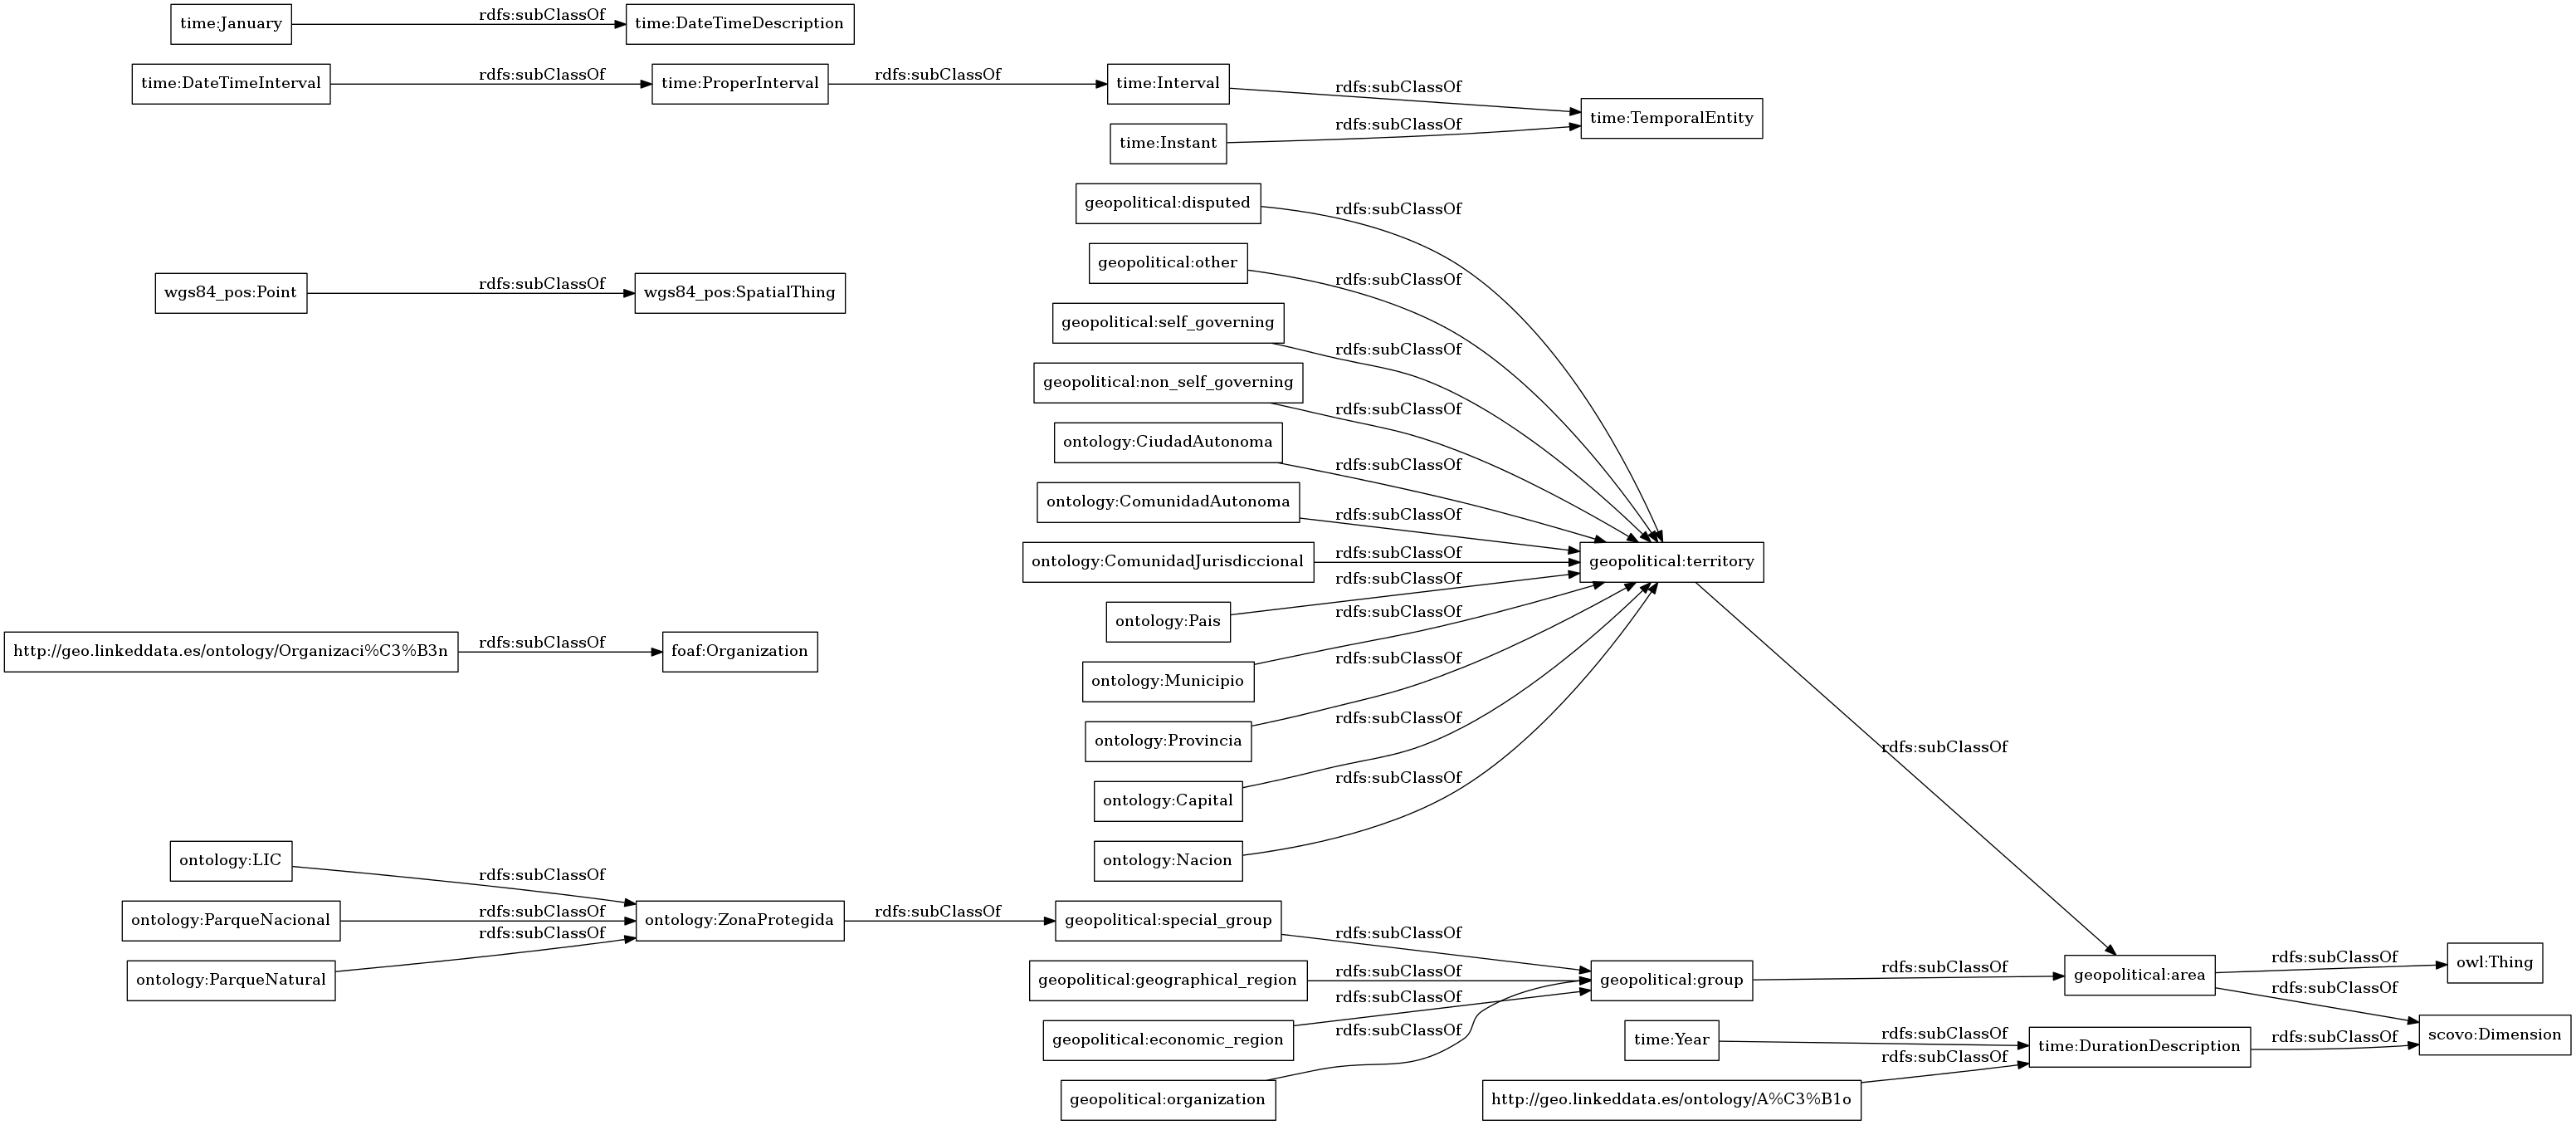 time:January
rdfs:subClassOf
time:DateTimeDescription
time:DateTimeInterval
rdfs:subClassOf
time:ProperInterval
rdfs:subClassOf
time:Interval
rdfs:subClassOf
time:TemporalEntity
time:Instant
rdfs:subClassOf
geopolitical:disputed
rdfs:subClassOf
geopolitical:other
rdfs:subClassOf
wgs84_pos:Point
rdfs:subClassOf
wgs84_pos:SpatialThing
geopolitical:self_governing
rdfs:subClassOf
geopolitical:non_self_governing
rdfs:subClassOf
ontology:CiudadAutonoma
rdfs:subClassOf
ontology:ComunidadAutonoma
rdfs:subClassOf
ontology:ComunidadJurisdiccional
rdfs:subClassOf
geopolitical:territory
ontology:Pais
rdfs:subClassOf
http://geo.linkeddata.es/ontology/Organizaci%C3%B3n
rdfs:subClassOf
foaf:Organization
ontology:Municipio
rdfs:subClassOf
ontology:Provincia
rdfs:subClassOf
ontology:Capital
rdfs:subClassOf
ontology:Nacion
rdfs:subClassOf
rdfs:subClassOf
ontology:LIC
rdfs:subClassOf
ontology:ParqueNacional
rdfs:subClassOf
ontology:ZonaProtegida
rdfs:subClassOf
geopolitical:special_group
rdfs:subClassOf
ontology:ParqueNatural
rdfs:subClassOf
geopolitical:geographical_region
rdfs:subClassOf
geopolitical:group
rdfs:subClassOf
geopolitical:area
rdfs:subClassOf
owl:Thing
rdfs:subClassOf
geopolitical:economic_region
rdfs:subClassOf
time:Year
rdfs:subClassOf
time:DurationDescription
rdfs:subClassOf
scovo:Dimension
geopolitical:organization
rdfs:subClassOf
http://geo.linkeddata.es/ontology/A%C3%B1o
rdfs:subClassOf